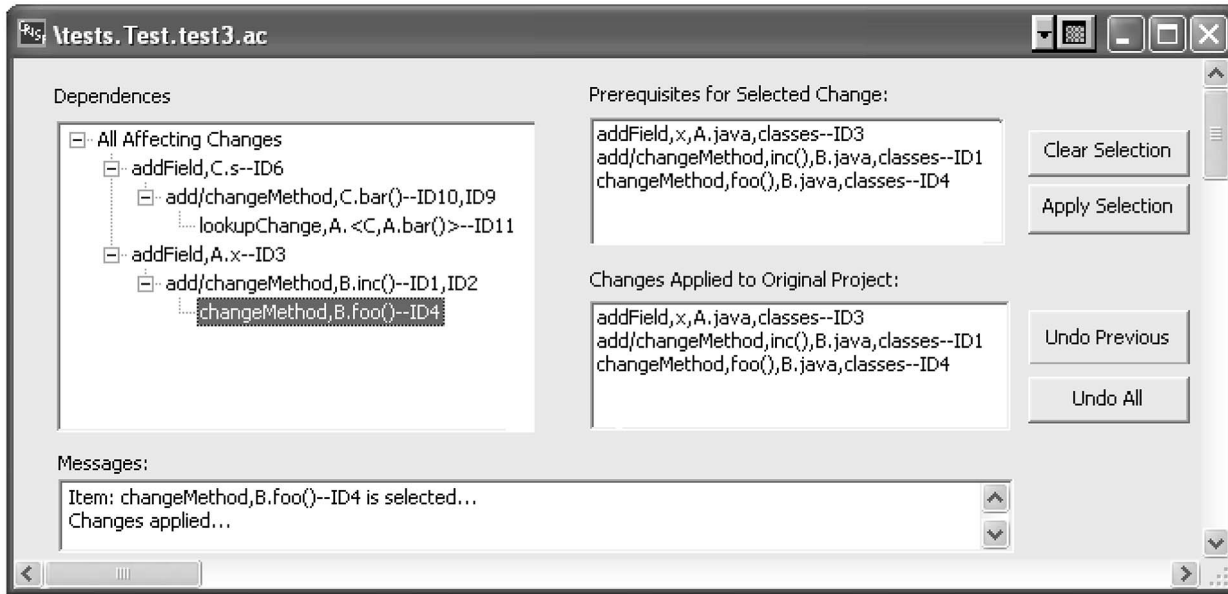 CRISP
\tests.Test.test3.ac
Dependences
All Affecting Changes
addField,C.s--ID6
add/changeMethod,C.bar()--ID10,ID9
lookupChange,A.<C,A.bar()>--ID11
addField,A.x--ID3
add/changeMethod,B.inc()--ID1,ID2
changeMethod,B.foo()--ID4
Prerequisites for Selected Change:
addField,x,A.java,classes--ID3
add/changeMethod,inc(),B.java,classes--ID1
changeMethod,foo(),B.java,classes--ID4
Clear Selection
Apply Selection
Changes Applied to Original Project:
addField,x,A.java,classes--ID3
add/changeMethod,inc(),B.java,classes--ID1
changeMethod,foo(),B.java,classes--ID4
Undo Previous
Undo All
Messages:
Item: changeMethod,B.foo()--ID4 is selected...
Changes applied...